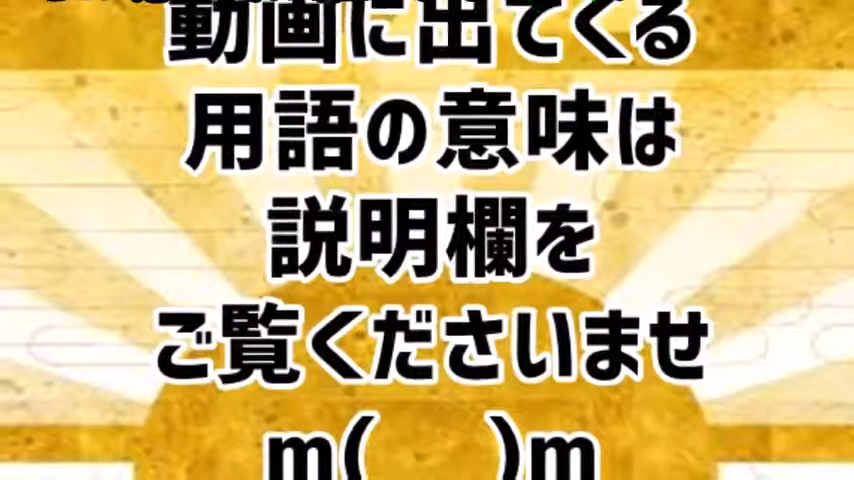 動画に出てくる
用語の意味は
説明欄を
ご覧くださいませ
m(　)m